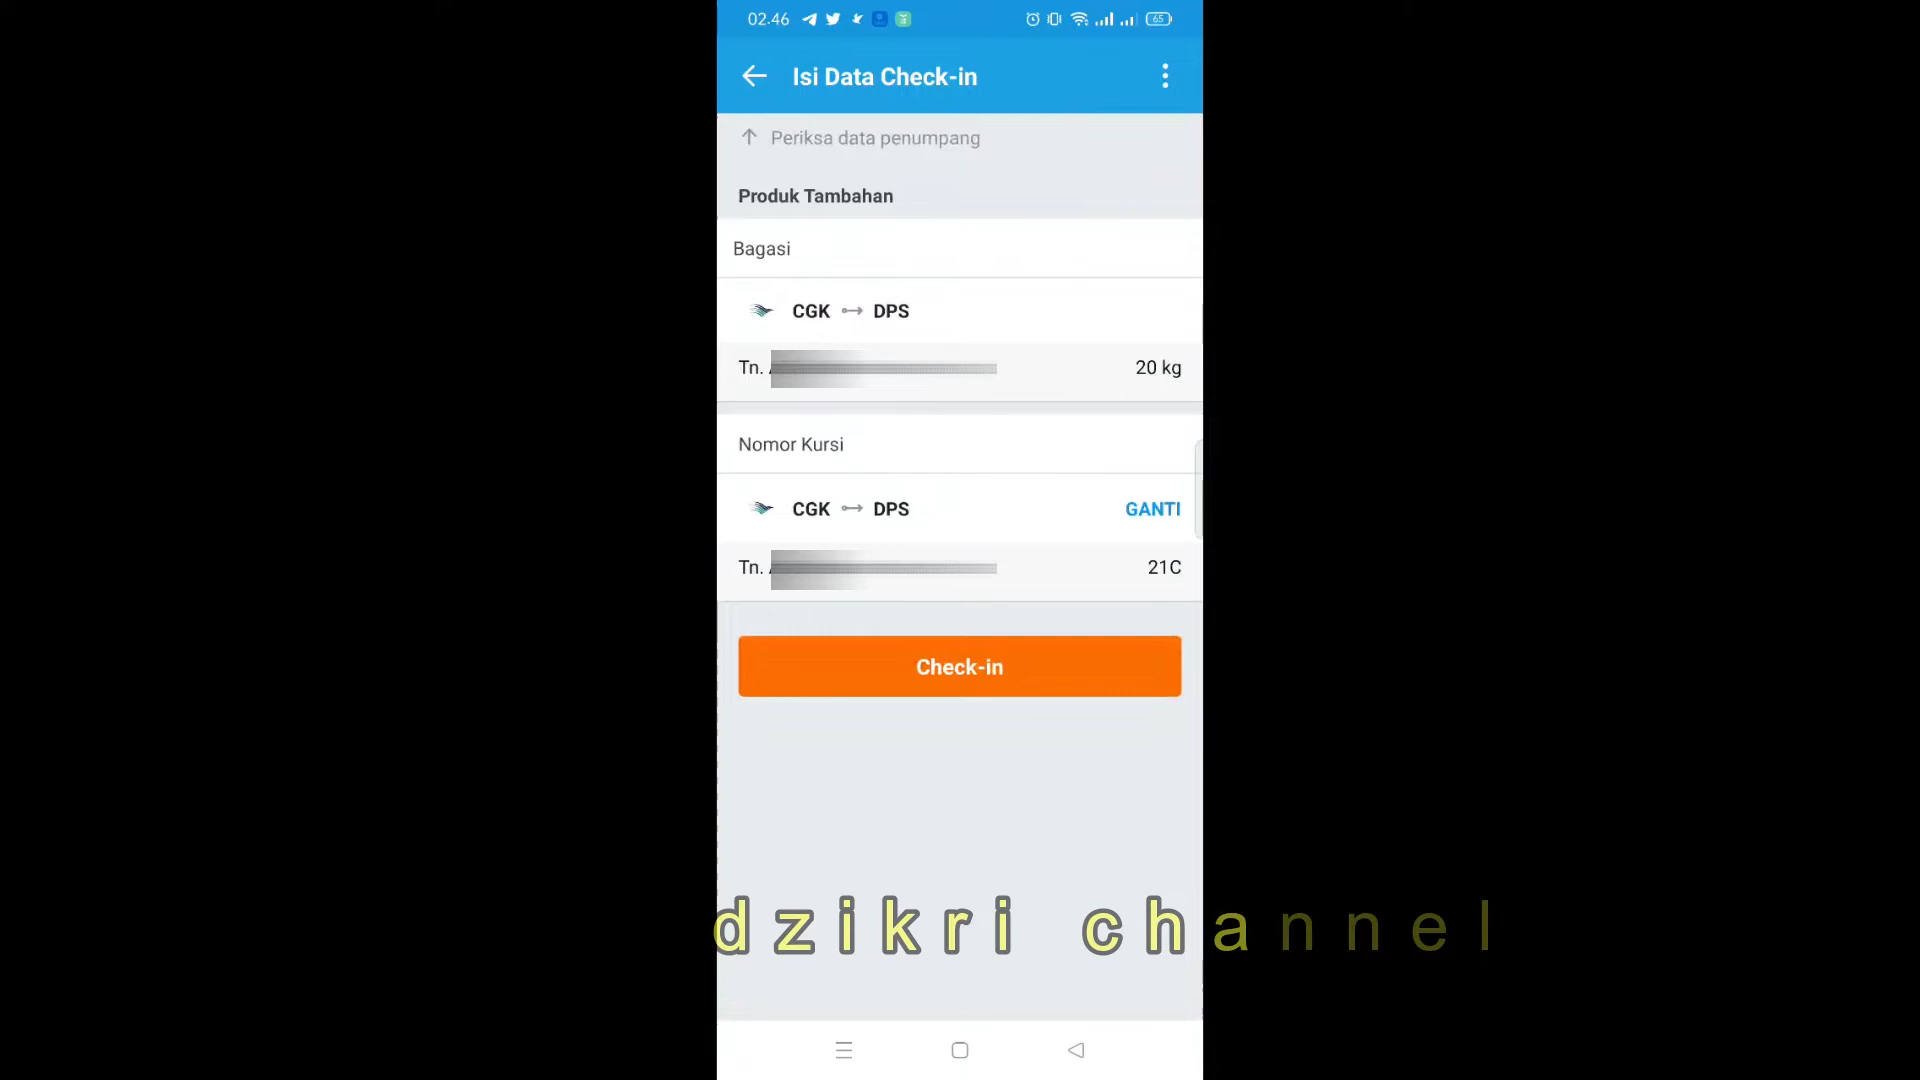 02.46 65
Isi Data Check-in
Periksa data penumpang
Produk Tambahan
Bagasi
CGK DPS
Tn. 20 kg
Nomor Kursi
CGK DPS GANTI
Tn. 21C
Check-in
dzikri channel